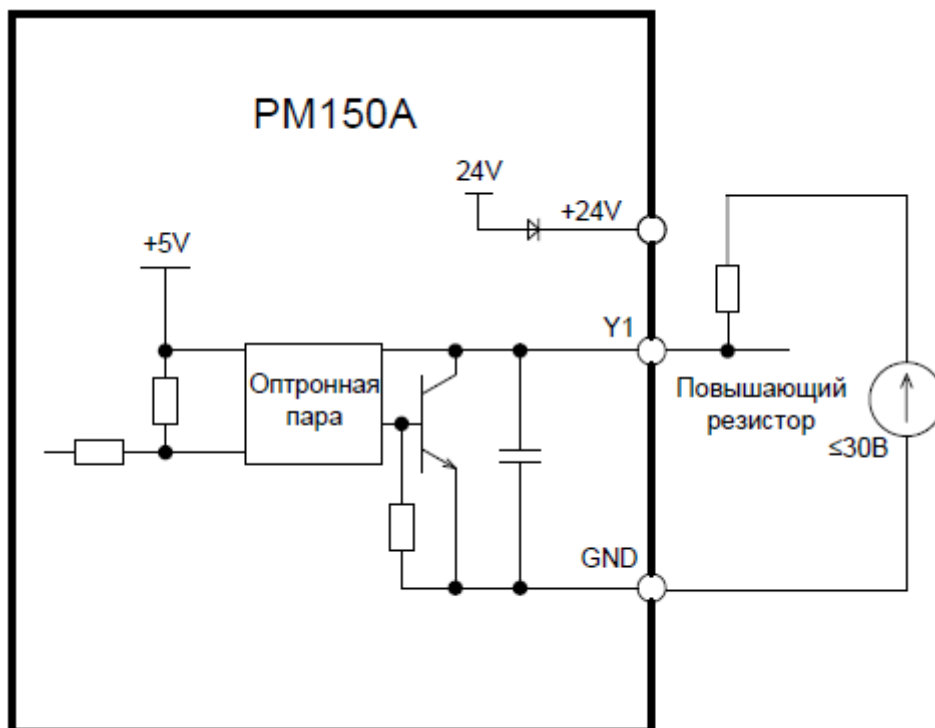 PM150A
24V
+24V
+5V
Y1
Оптронная
пара
Повышающий
резистор
≤30В
GND